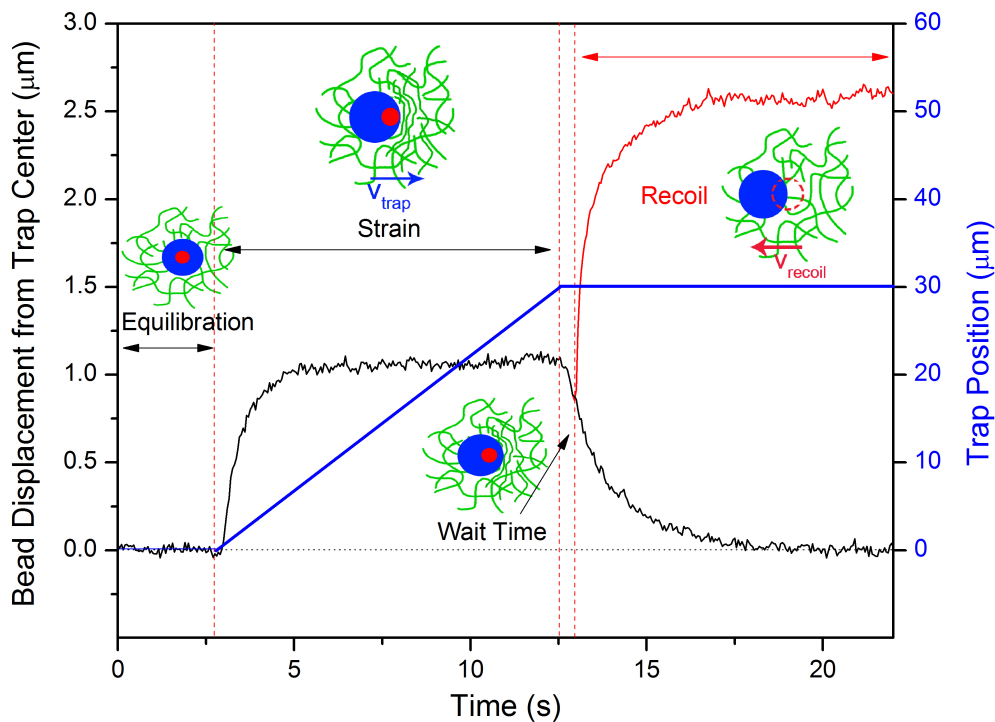 Bead Displacement from Trap Center (μm)
3.0
2.5
2.0
1.5
1.0
0.5
0.0
Equilibration
V trap
Strain
Recoil
V recoil
Wait Time
60
50
40
30
20
10
0
Trap Position (μm)
0
5
10
15
20
Time (s)